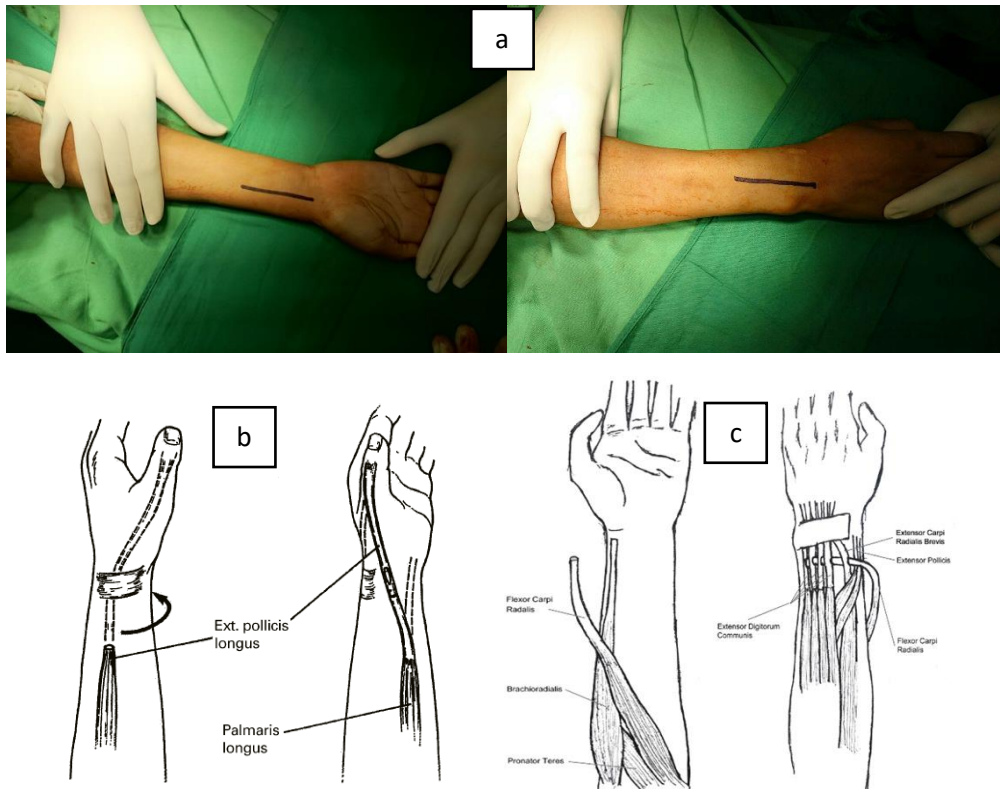 a
b
c
Ext. pollicis
longus
Palmaris
longus
Flexor Carpi
Radalis
Brachioradialis
Pronator Teres
Extensor Carpi
Radialis Brevis
Extensor Pollicis
Extensor Digitorum
Communis
Flexor Carpi
Radialis